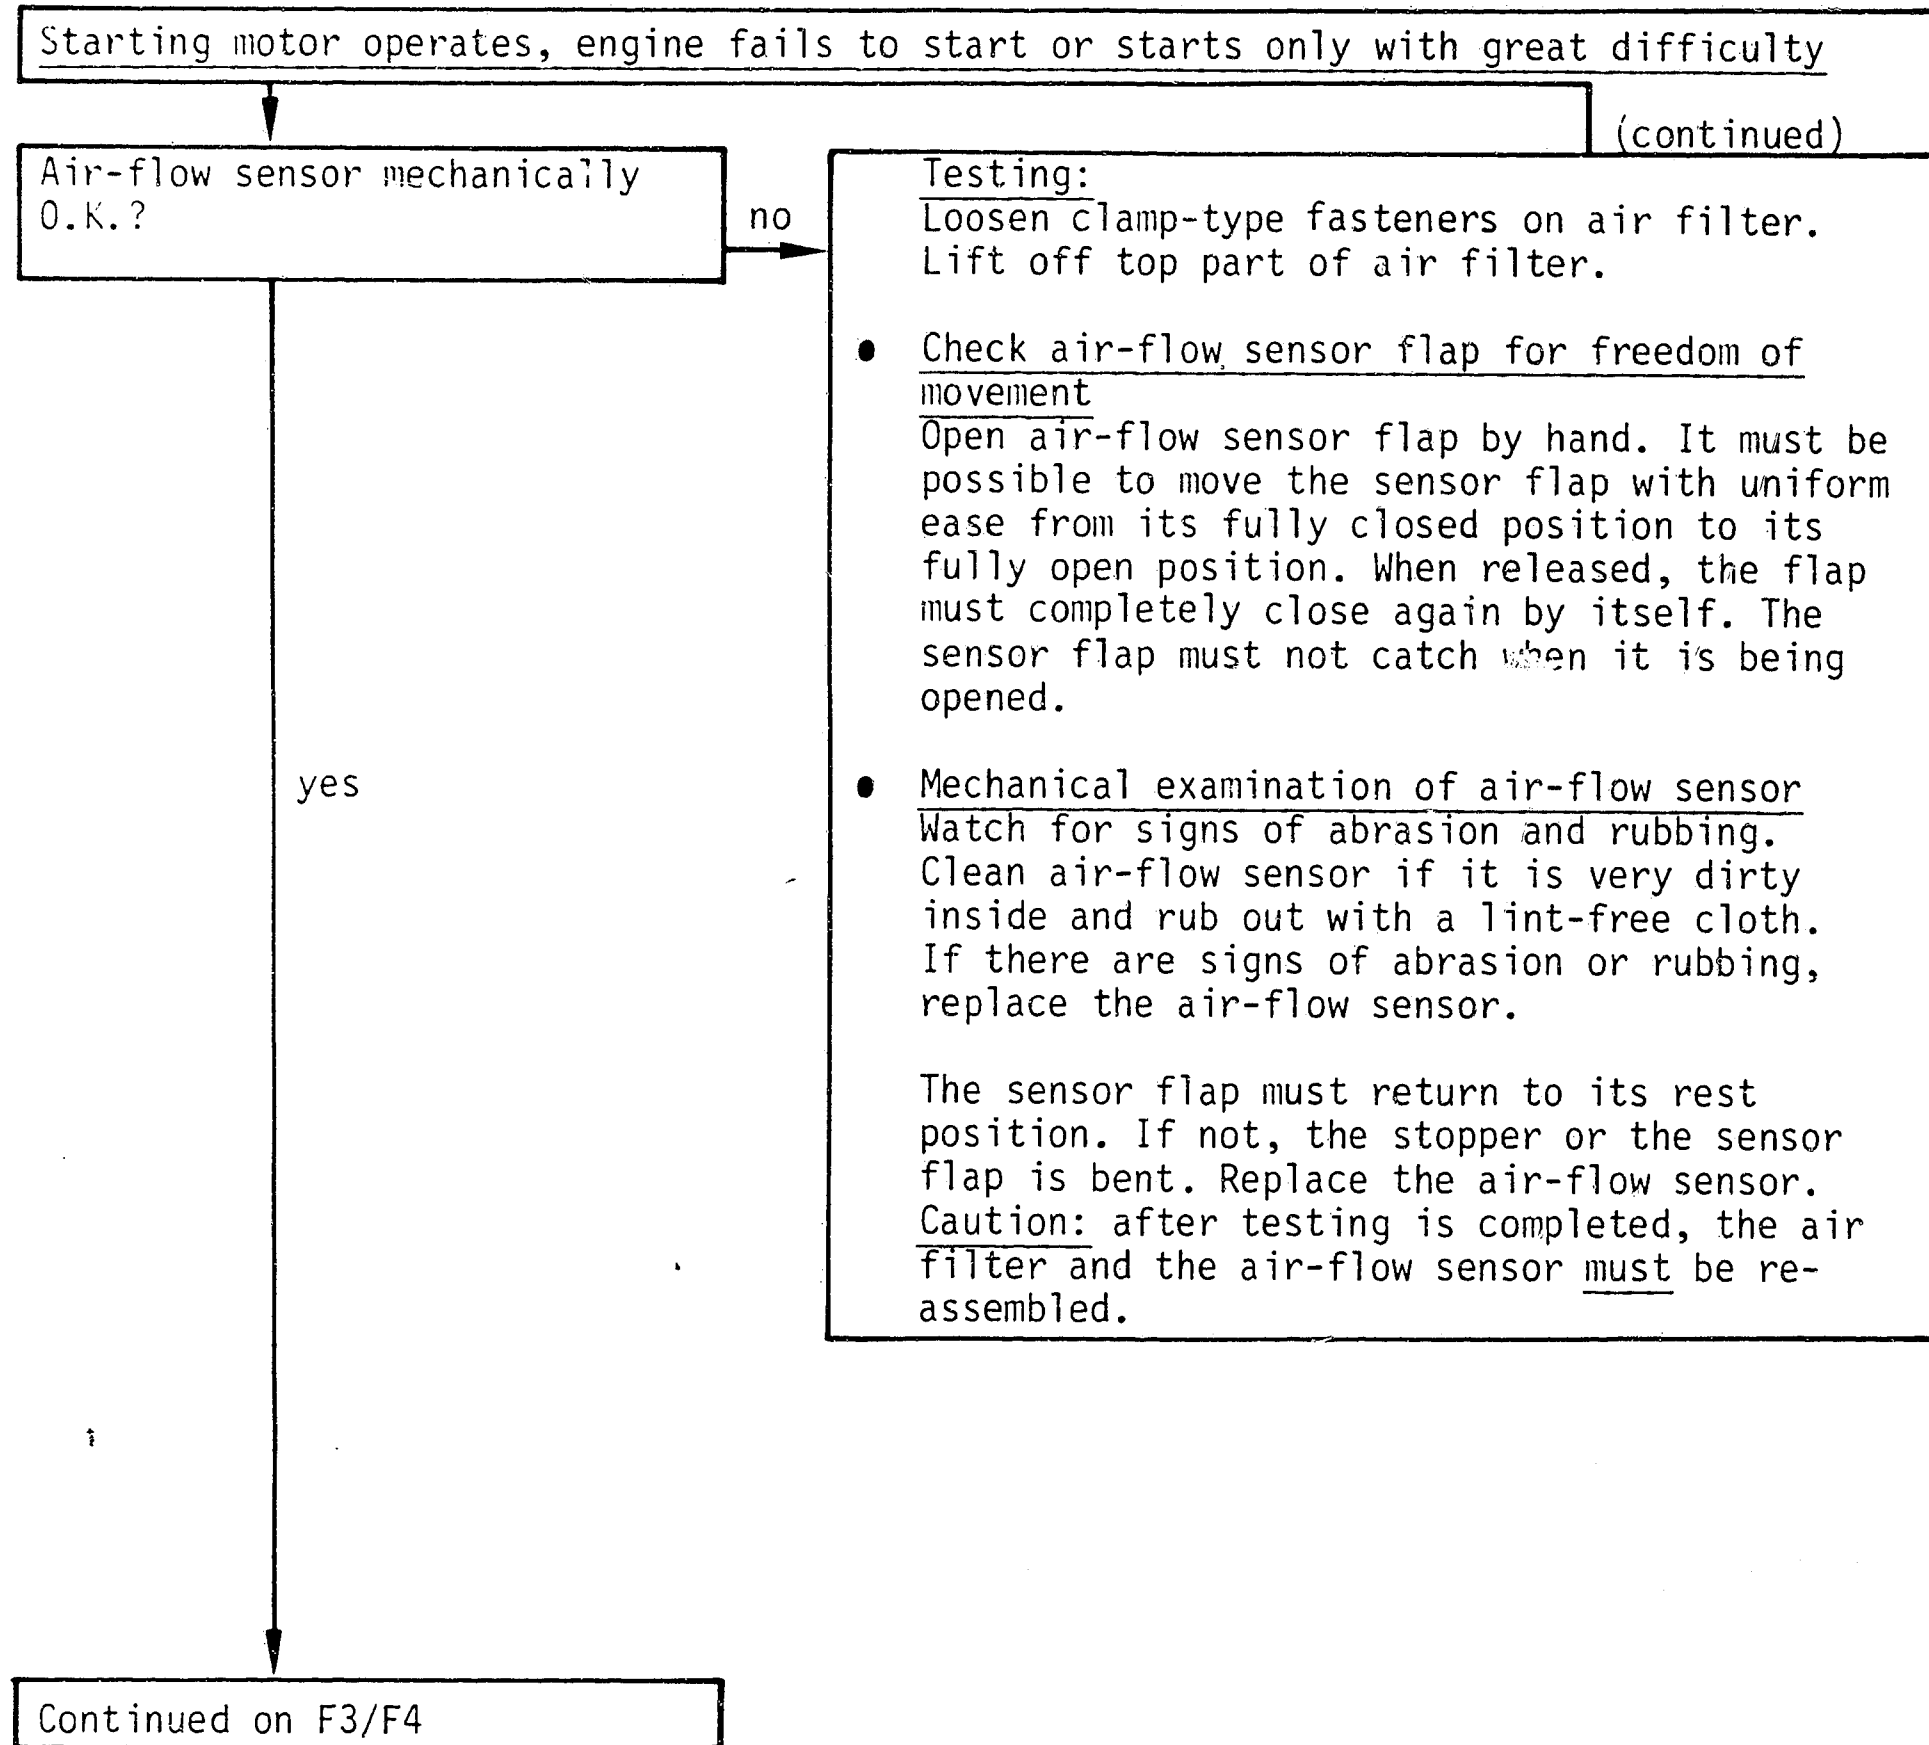 Starting motor operates, engine fails to start or starts only with great difficulty
(continued)
Air-flow sensor mechanically
O.K.?
no
Testing:
Loosen clamp-type fasteners on air filter.
Lift off top part of air filter.
● Check air-flow sensor flap for freedom of
movement
Open air-flow sensor flap by hand. It must be
possible to move the sensor flap with uniform
ease from its fully closed position to its
fully open position. When released, the flap
must completely close again by itself. The
sensor flap must not catch when it is being
opened.
yes
● Mechanical examination of air-flow sensor
Watch for signs of abrasion and rubbing.
Clean air-flow sensor if it is very dirty
inside and rub out with a lint-free cloth.
If there are signs of abrasion or rubbing,
replace the air-flow sensor.
The sensor flap must return to its rest
position. If not, the stopper or the sensor
flap is bent. Replace the air-flow sensor.
Caution: after testing is completed, the air
filter and the air-flow sensor must be re-
assembled.
Continued on F3/F4